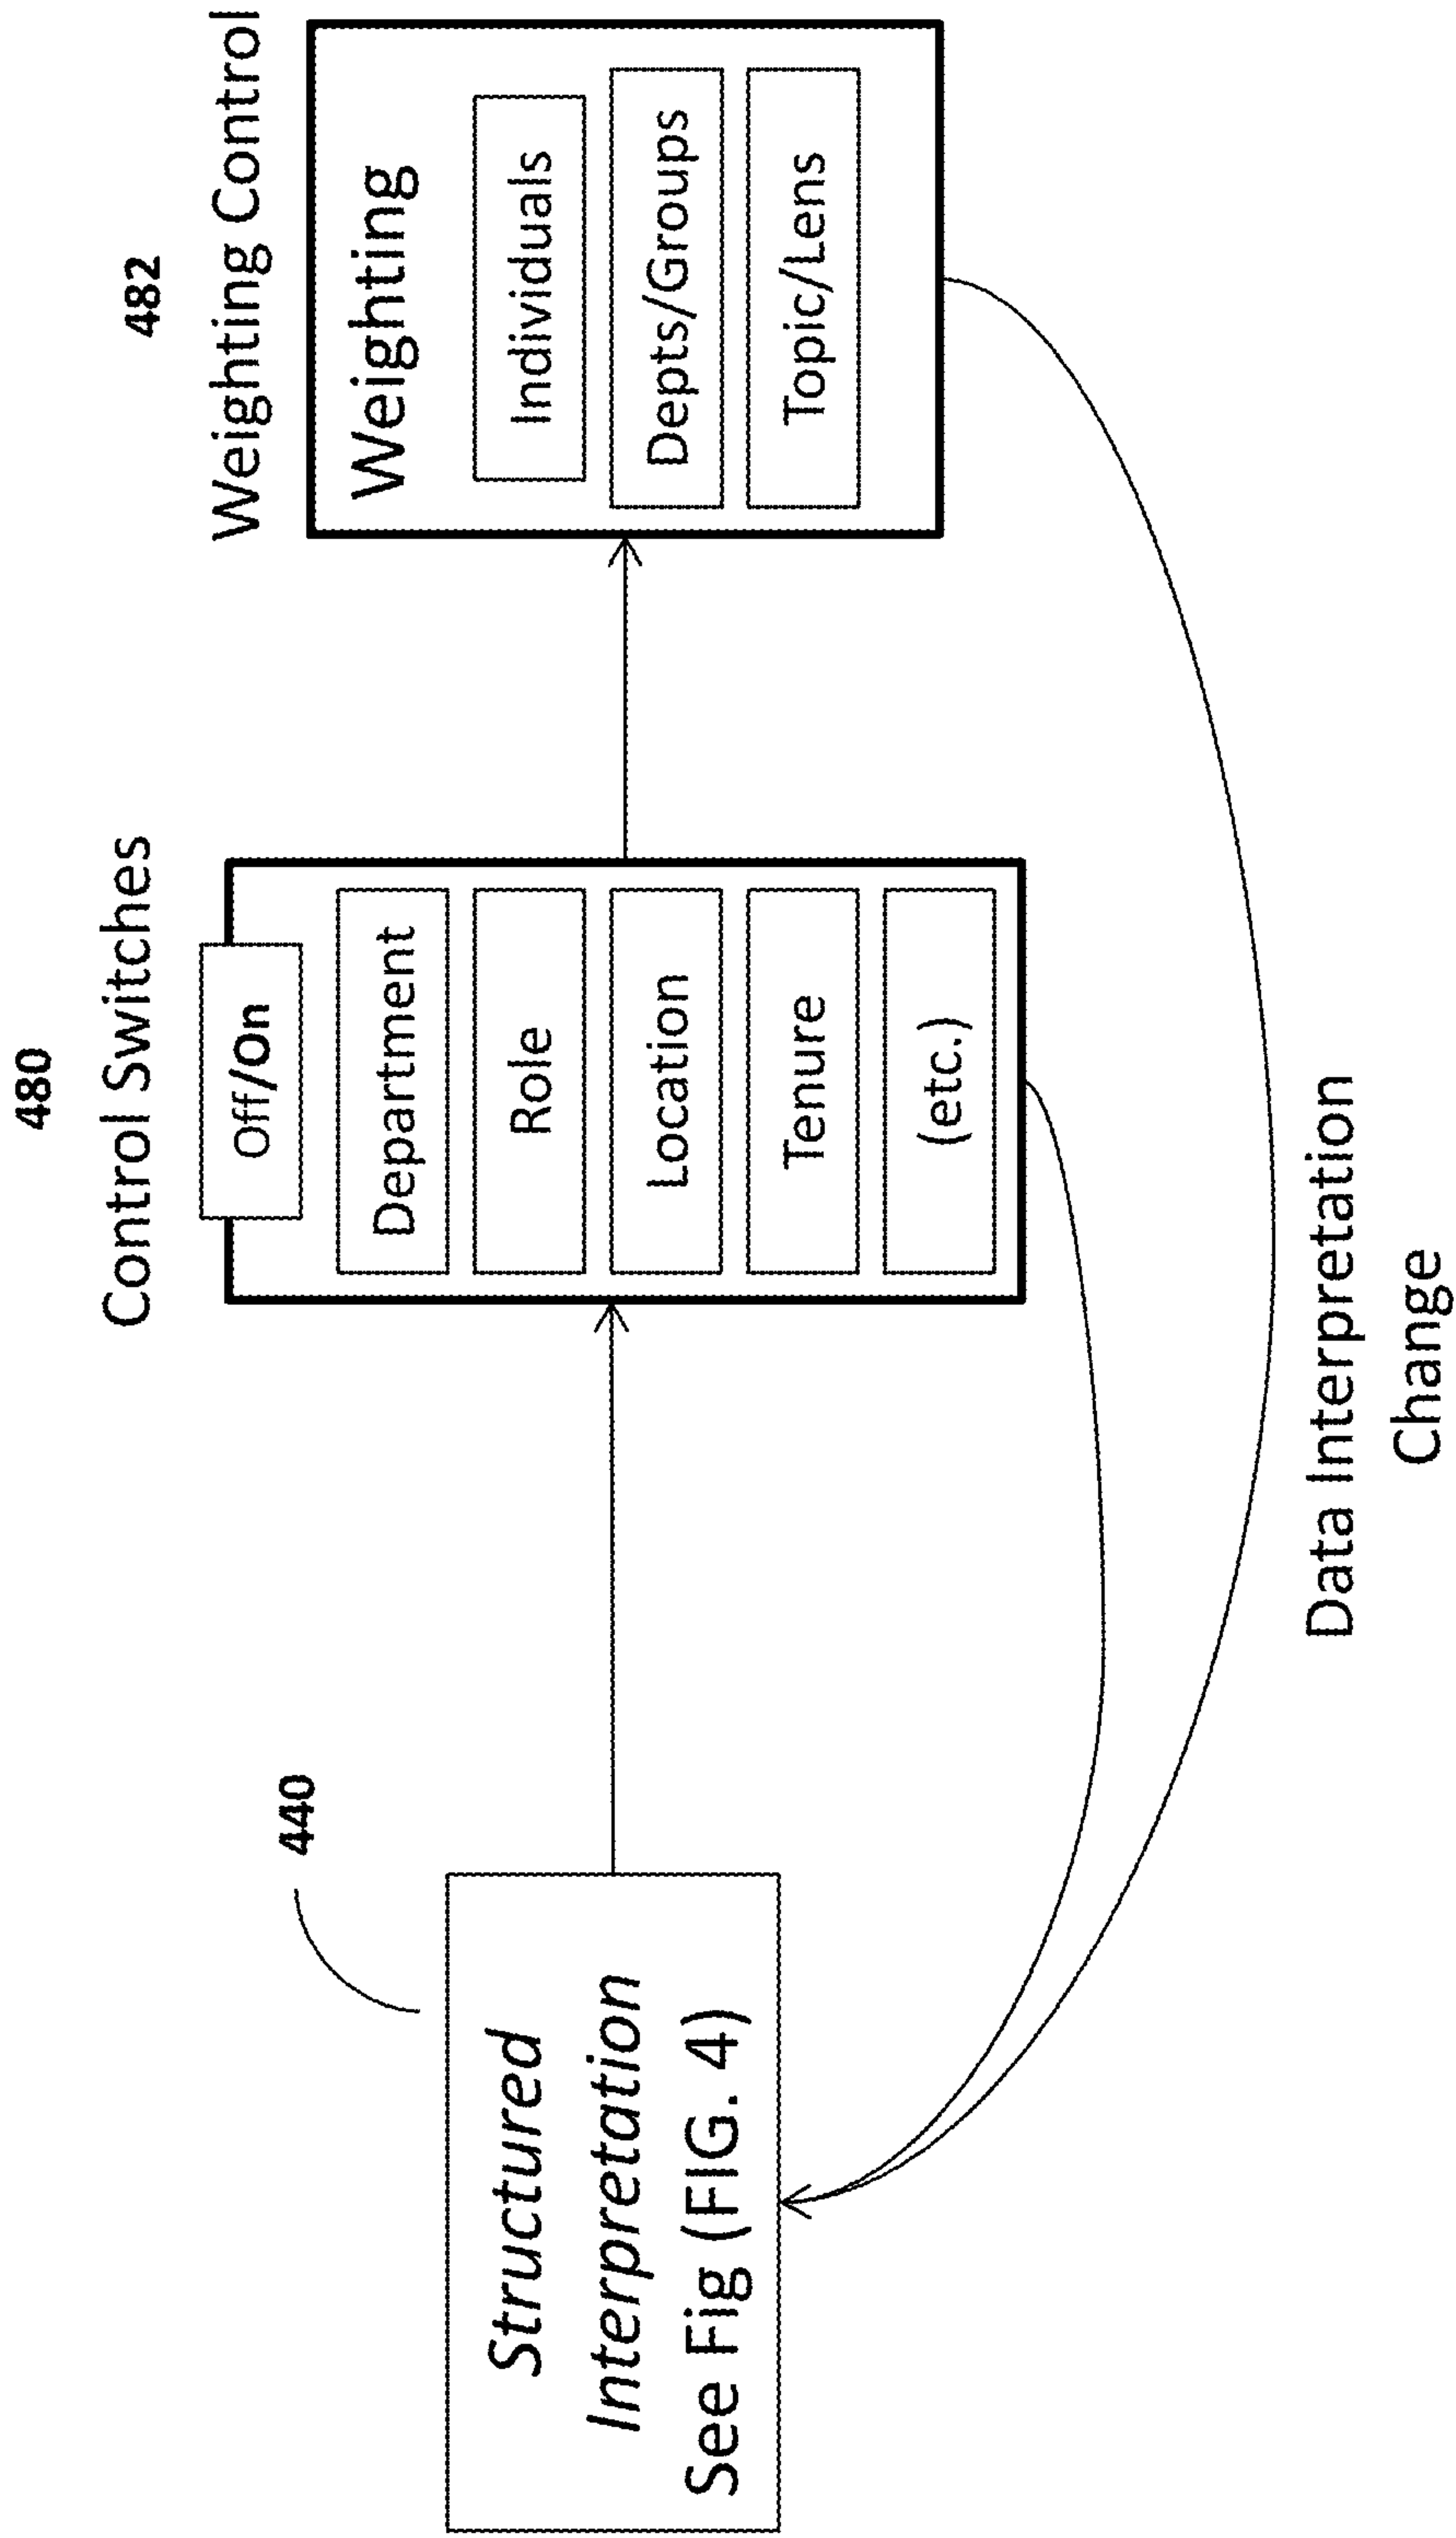 440
Structured
Interpretation
See Fig (FIG. 4)
480
Control Switches
Off/On
Department
Role
Location
Tenure
(etc.)
482
Weighting Control
Weighting
Individuals
Depts/Groups
Topic/Lens
Data Interpretation
Change